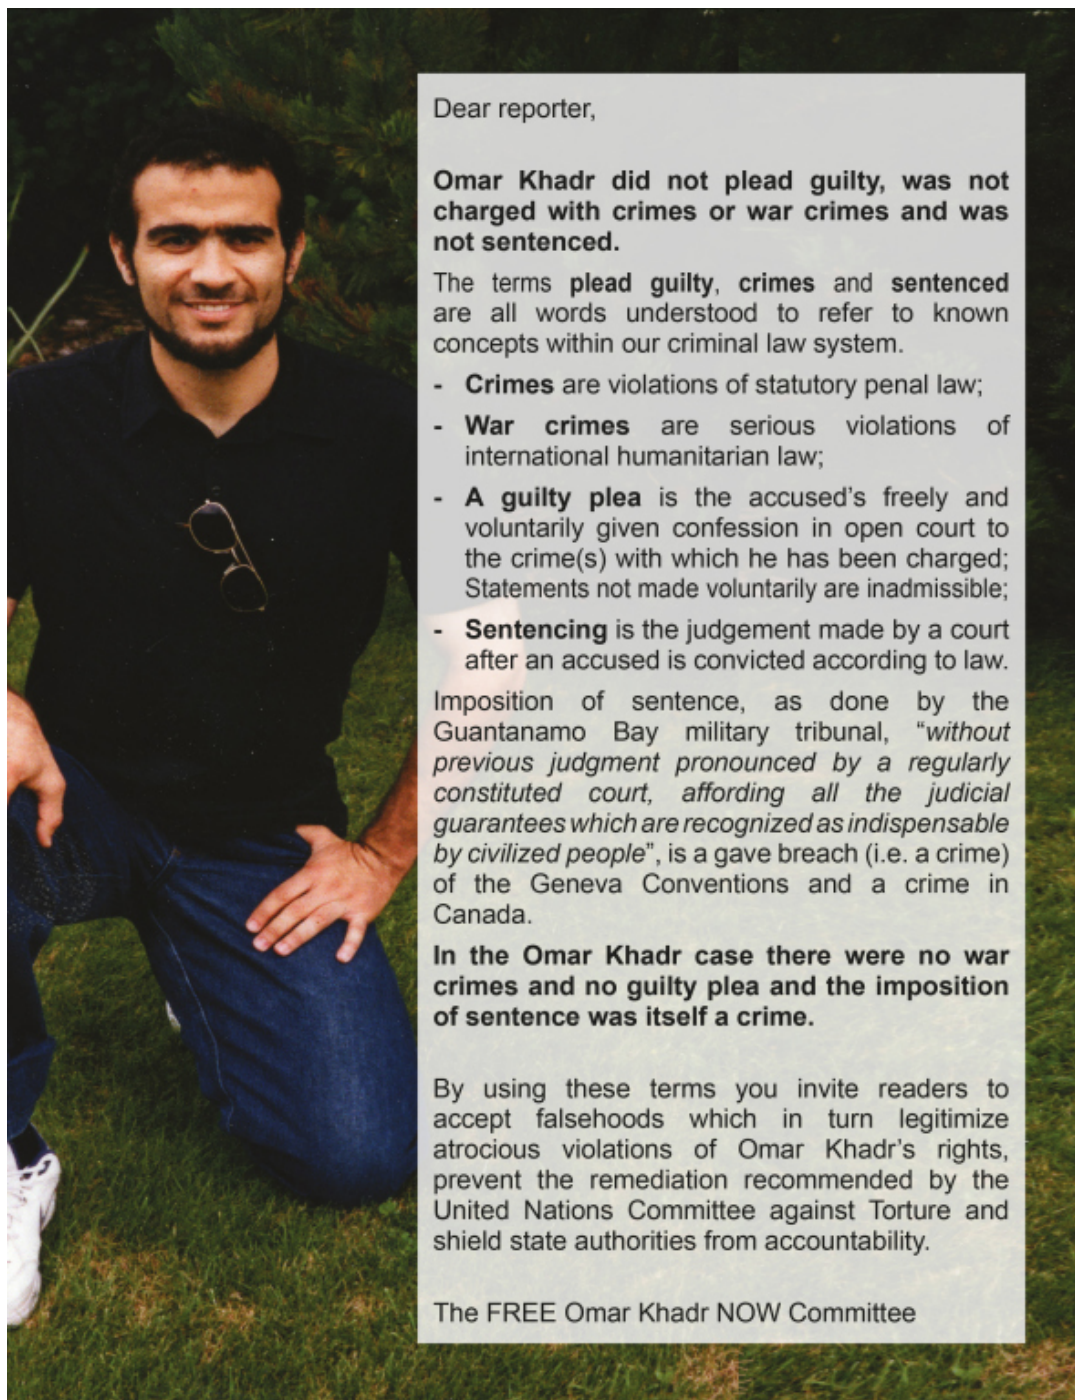 Dear reporter,
Omar Khadr did not plead guilty, was not
charged with crimes or war crimes and was
not sentenced.
The terms plead guilty, crimes and sentenced
are all words understood to refer to known
concepts within our criminal law system.
- Crimes are violations of statutory penal law;
- War crimes are serious violations of
international humanitarian law;
- A guilty plea is the accused's freely and
voluntarily given confession in open court to
the crime(s) with which he has been charged;
Statements not made voluntarily are inadmissible;
- Sentencing is the judgement made by a court
after an accused is convicted according to law.
Imposition of sentence, as done by the
Guantanamo Bay military tribunal, “without
previous judgment pronounced by a regularly
constituted court, affording all the judicial
guarantees which are recognized as indispensable
by civilized people”, is a gave breach (i.e. a crime)
of the Geneva Conventions and a crime in
Canada.
In the Omar Khadr case there were no war
crimes and no guilty plea and the imposition
of sentence was itself a crime.
By using these terms you invite readers to
accept falsehoods which in turn legitimize
atrocious violations of Omar Khadr's rights,
prevent the remediation recommended by the
United Nations Committee against Torture and
shield state authorities from accountability.
The FREE Omar Khadr NOW Committee